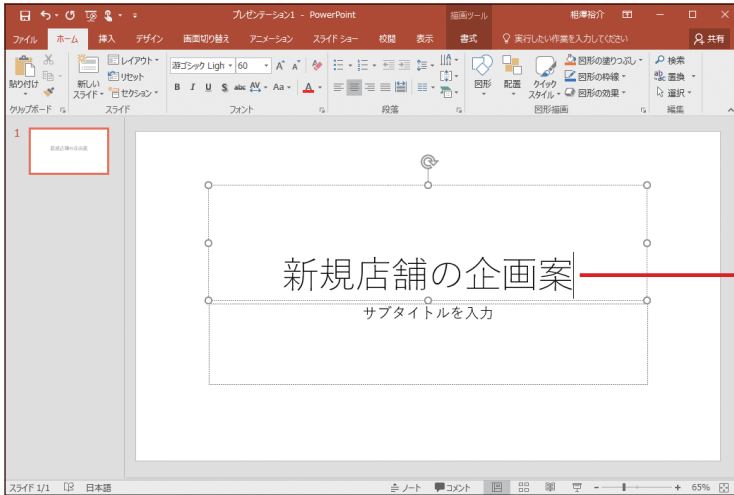 プレゼンテーション1 - PowerPoint
描画ツール
相澤裕介
ファイル ホーム 挿入 デザイン 画面切り替え アニメーション スライド ショー 校閲 表示 書式 実行したい作業を入力してください 共有
貼り付け
新しい
スライド
レイアウト
リセット
セクション
游ゴシック Ligh 60
B I U S abc AV Aa A
図形
配置
クイック
スタイル
図形の塗りつぶし
図形の枠線
図形の効果
検索
置換
選択
クリップボード スライド フォント 段落 図形描画 編集
1
新規店舗の企画案
新規店舗の企画案
サブタイトルを入力
スライド 1/1 日本語 ノート コメント 65%